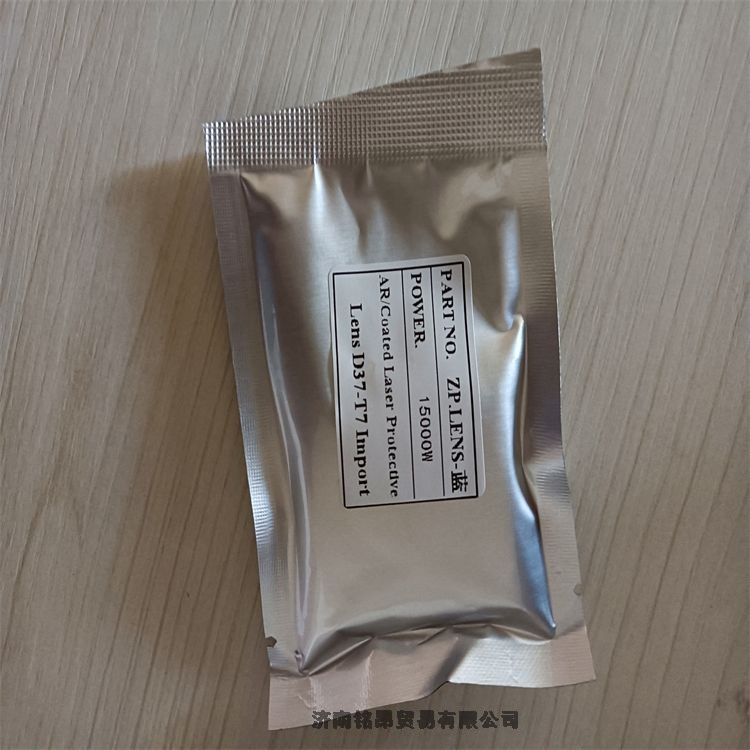 PART NO. ZP.LENS-蓝
POWER. 15000W
AR/Coated Laser Protective
Lens D37-T7 Import
济南铭昂贸易有限公司